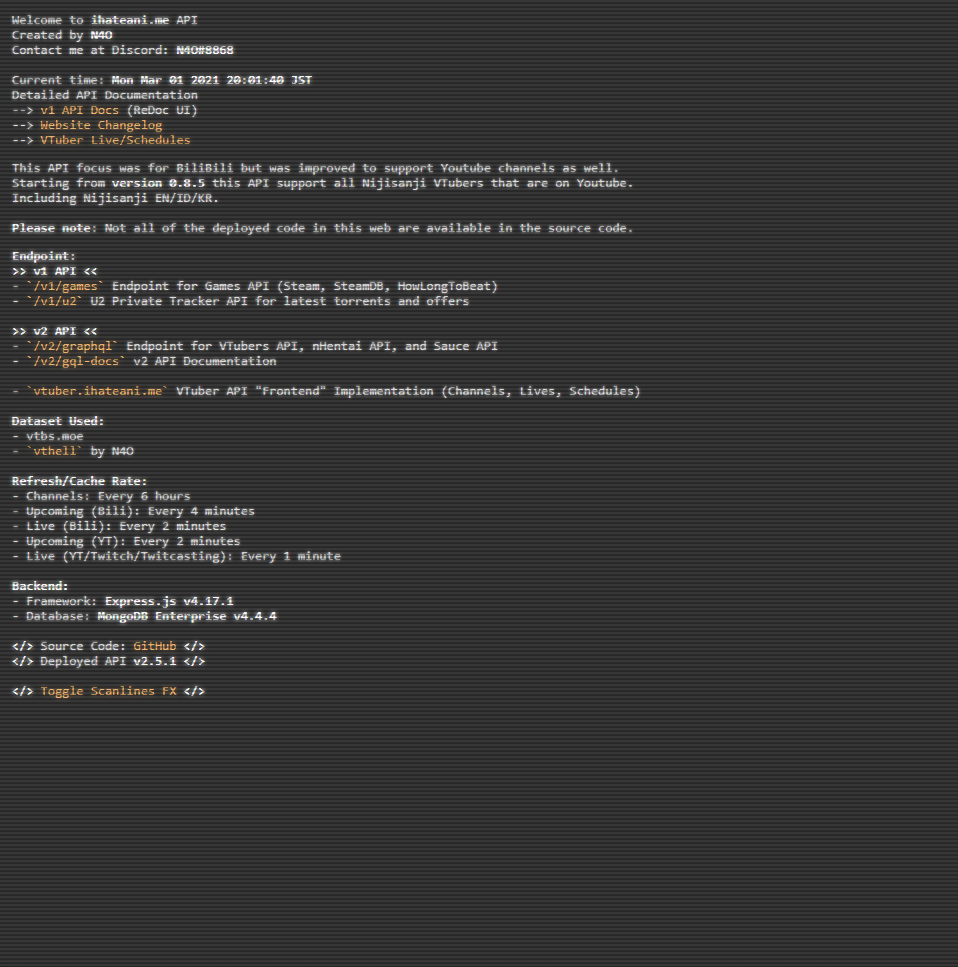 Welcome to ihateani.me API
Created by N4O
Contact me at Discord: N4O#8868
Current time: Mon Mar 01 2021 20:01:40 JST
Detailed API Documentation
--> v1 API Docs (ReDoc UI)
--> Website Changelog
--> VTuber Live/Schedules
This API focus was for BiliBili but was improved to support Youtube channels as well.
Starting from version 0.8.5 this API support all Nijisanji VTubers that are on Youtube.
Including Nijisanji EN/ID/KR.
Please note: Not all of the deployed code in this web are available in the source code.
Endpoint:
>> v1 API <<
- `/v1/games` Endpoint for Games API (Steam, SteamDB, HowLongToBeat)
- `/v1/u2` U2 Private Tracker API for latest torrents and offers
>> v2 API <<
- `/v2/graphql` Endpoint for VTubers API, nHentai API, and Sauce API
- `/v2/gql-docs` v2 API Documentation
- `vtuber.ihateani.me` VTuber API "Frontend" Implementation (Channels, Lives, Schedules)
Dataset Used:
- vtbs.moe
- `vthell` by N4O
Refresh/Cache Rate:
- Channels: Every 6 hours
- Upcoming (Bili): Every 4 minutes
- Live (Bili): Every 2 minutes
- Upcoming (YT): Every 2 minutes
- Live (YT/Twitch/Twitcasting): Every 1 minute
Backend:
- Framework: Express.js v4.17.1
- Database: MongoDB Enterprise v4.4.4
</> Source Code: GitHub </>
</> Deployed API v2.5.1 </>
</> Toggle Scanlines FX </>